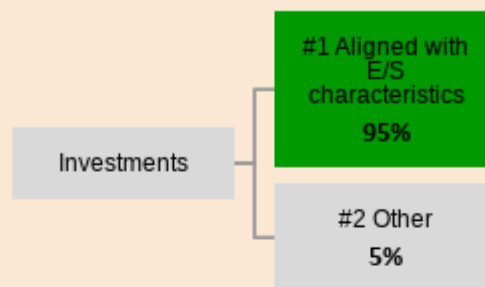 #1 Aligned with
E/S
characteristics
95%
Investments
#2 Other
5%